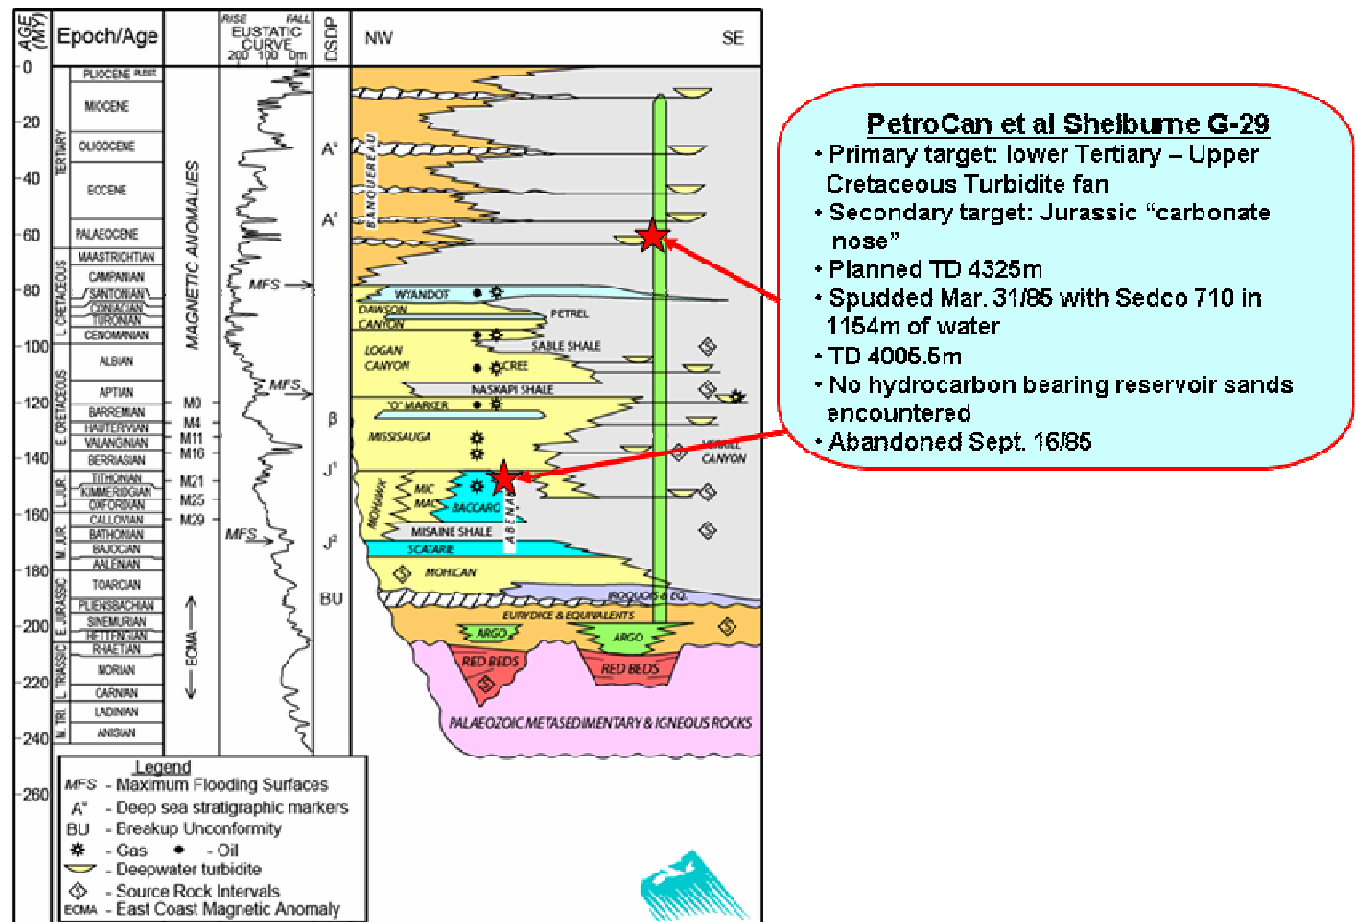 AGE (MY)
Epoch/Age
RISE FALL
EUSTATIC
CURVE
200 100 0m
DSDP
NW
SE
0
20
40
60
80
100
120
140
160
180
200
220
240
260
TERTIARY
L. CRETACEOUS
E. CRETACEOUS
L. JUR.
M. JUR.
E. JURASSIC
L. TRIASSIC
M. TRI.
PLIOCENE PLEIST.
MIOCENE
OLIGOCENE
EOCENE
PALAEOCENE
MAASTRICHTIAN
CAMPANIAN
SANTONIAN
CONIACIAN
TURONIAN
CENOMANIAN
ALBIAN
APTIAN
BARREMIAN
HAUTERIVIAN
VALANGINIAN
BERRIASIAN
TITHONIAN
KIMMERIDGIAN
OXFORDIAN
CALLOVIAN
BATHONIAN
BAJOCIAN
AALENIAN
TOARCIAN
PLIENSBACHIAN
SINEMURIAN
HETTENGIAN
RHAETIAN
NORIAN
CARNIAN
LADINIAN
ANISIAN
MAGNETIC ANOMALIES
M0
M4
M11
M16
M21
M25
M29
ECMA
MFS
MFS
MFS
β
J¹
J²
BU
BANQUEREAU
WYANDOT
DAWSON
CANYON
PETREL
LOGAN
CANYON
SABLE SHALE
CREE
NASKAPI SHALE
"O" MARKER
MISSISAUGA
VERRILL
CANYON
MOHAWK
MIC
MAC
BACCARO
MISAINE SHALE
SCATARIE
MOHICAN
IROQUOIS & EQ.
EURYDICE & EQUIVALENTS
ARGO
ARGO
RED BEDS
RED BEDS
PALAEOZOIC METASEDIMENTARY & IGNEOUS ROCKS
PetroCan et al Shelburne G-29
• Primary target: lower Tertiary – Upper
Cretaceous Turbidite fan
• Secondary target: Jurassic "carbonate
nose"
• Planned TD 4325m
• Spudded Mar. 31/85 with Sedco 710 in
1154m of water
• TD 4005.5m
• No hydrocarbon bearing reservoir sands
encountered
• Abandoned Sept. 16/85
Legend
MFS - Maximum Flooding Surfaces
- Deep sea stratigraphic markers
BU - Breakup Unconformity
- Gas - Oil
- Deepwater turbidite
S - Source Rock Intervals
ECMA - East Coast Magnetic Anomaly